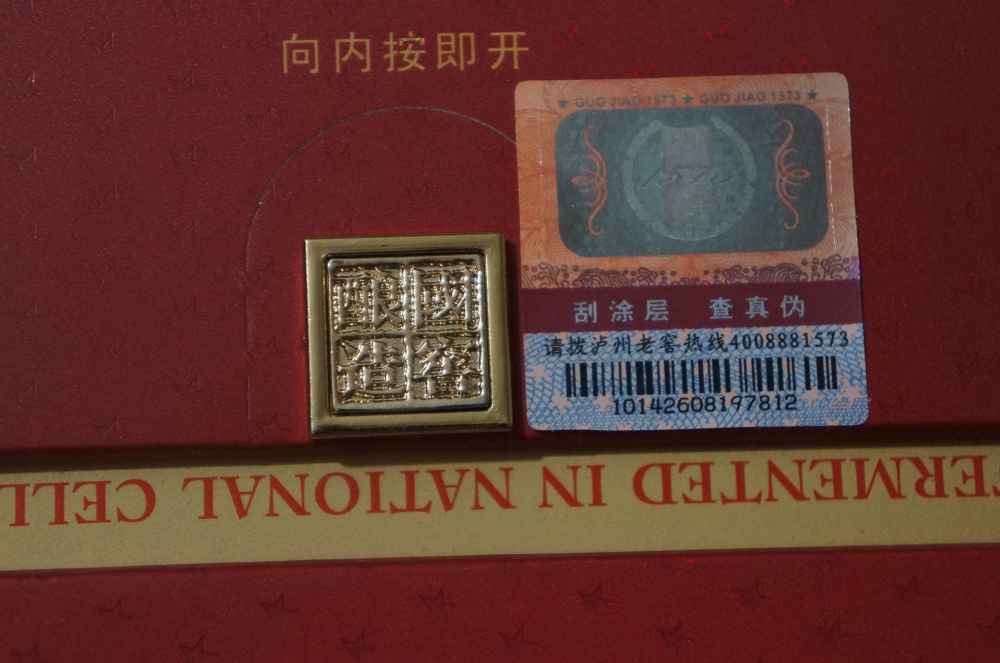 向内按即开
★ GUO JIAO 1573 ★ GUO JIAO 1573 ★
1573
刮涂层 查真伪
请拨泸州老窖热线4008881573
10142608197812
國窖
釀造
ERMENTED IN NATIONAL CELL